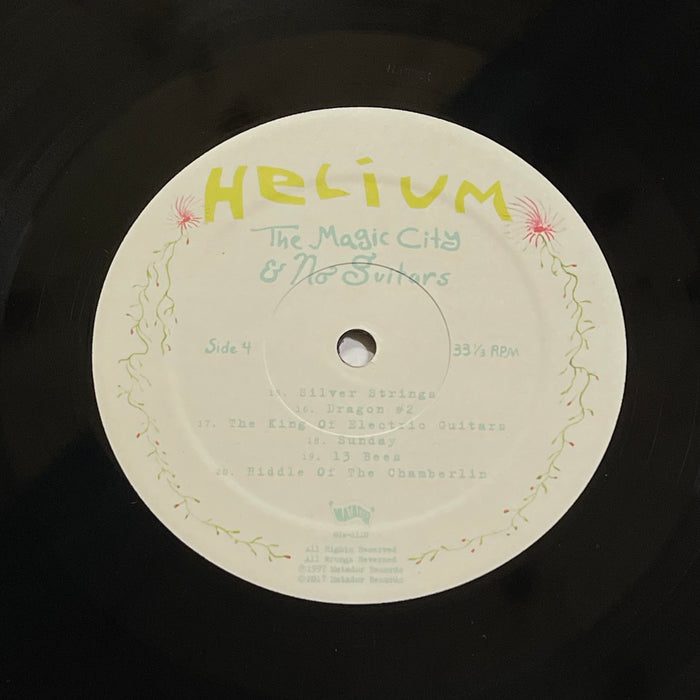 HELIUM
The Magic City
& No Guitars
Side 4
33 1/3 RPM
15. Silver Strings
16. Dragon #2
17. The King Of Electric Guitars
18. Sunday
19. 13 Bees
20. Riddle Of The Chamberlin
MATADOR
All Rights Reserved
All Wrongs Reversed
℗1997 Matador Records
©2017 Matador Records